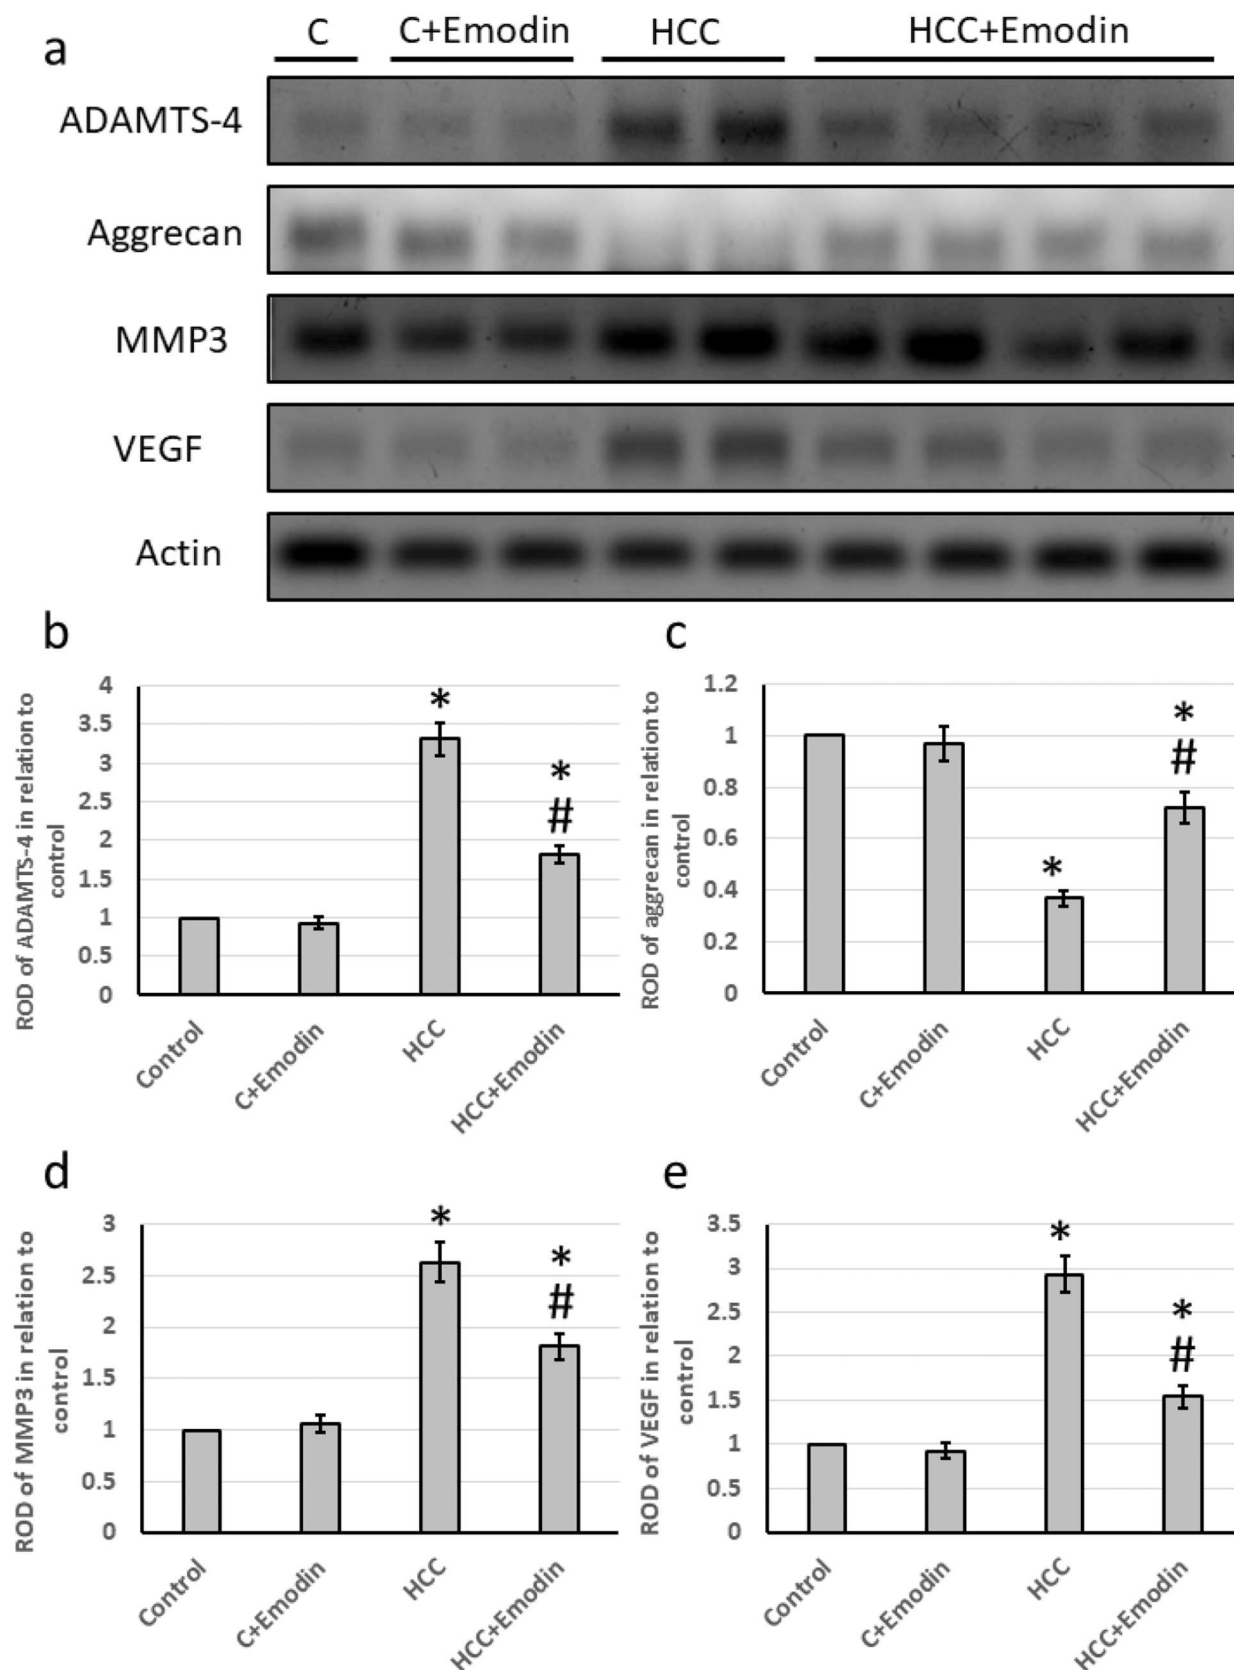 a
C C+Emodin HCC HCC+Emodin
ADAMTS-4
Aggrecan
MMP3
VEGF
Actin
b
ROD of ADAMTS-4 in relation to
control
4
3.5
3
2.5
2
1.5
1
0.5
0
*
*
#
Control C+Emodin HCC HCC+Emodin
c
ROD of aggrecan in relation to
control
1.2
1
0.8
0.6
0.4
0.2
0
*
*
#
Control C+Emodin HCC HCC+Emodin
d
ROD of MMP3 in relation to
control
3
2.5
2
1.5
1
0.5
0
*
*
#
Control C+Emodin HCC HCC+Emodin
e
ROD of VEGF in relation to
control
3.5
3
2.5
2
1.5
1
0.5
0
*
*
#
Control C+Emodin HCC HCC+Emodin